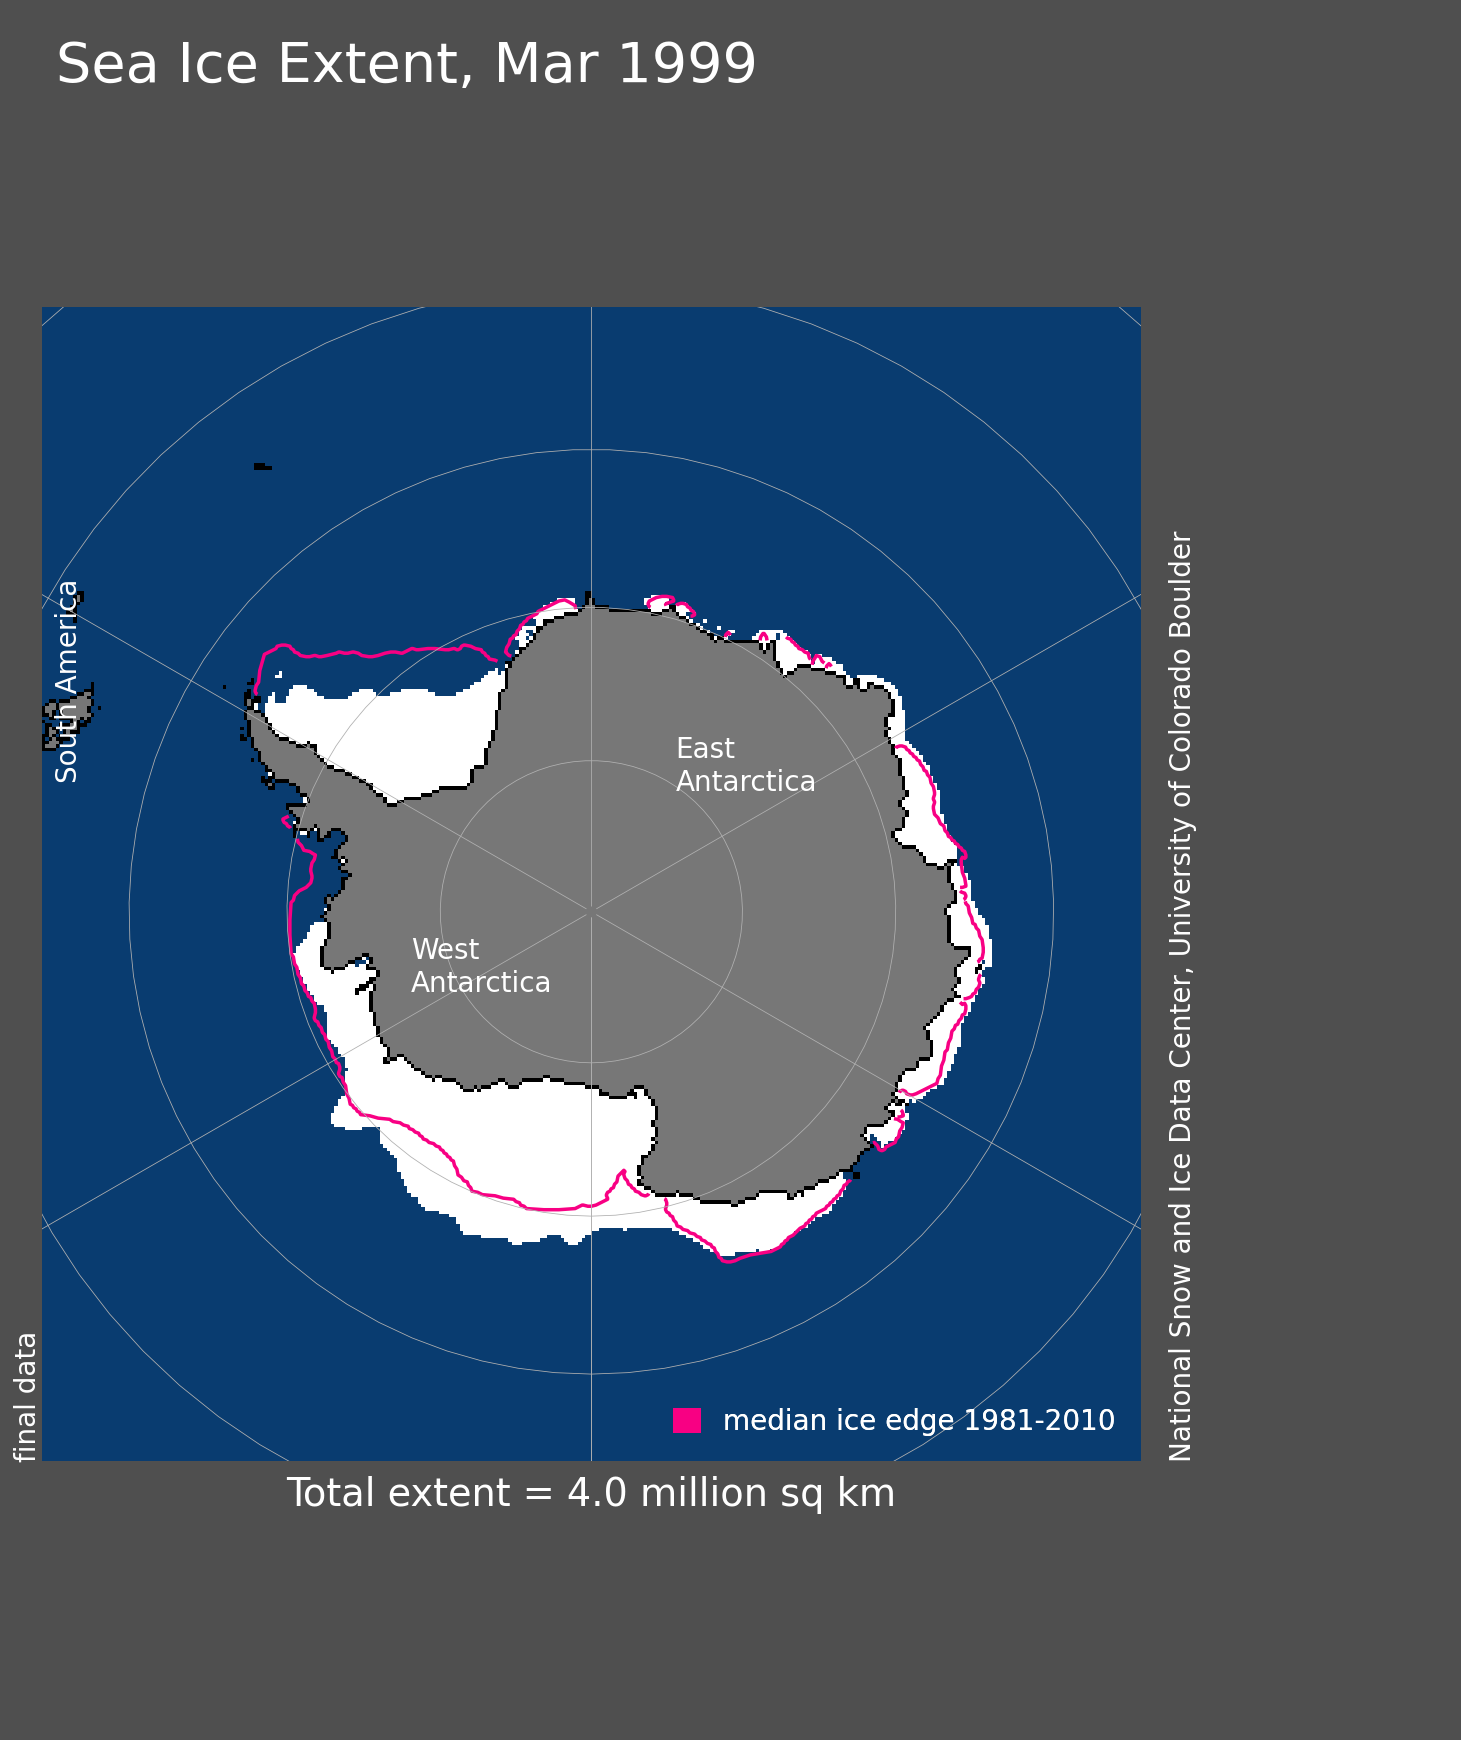 Sea Ice Extent, Mar 1999
South America
East
Antarctica
West
Antarctica
median ice edge 1981-2010
final data
National Snow and Ice Data Center, University of Colorado Boulder
Total extent = 4.0 million sq km